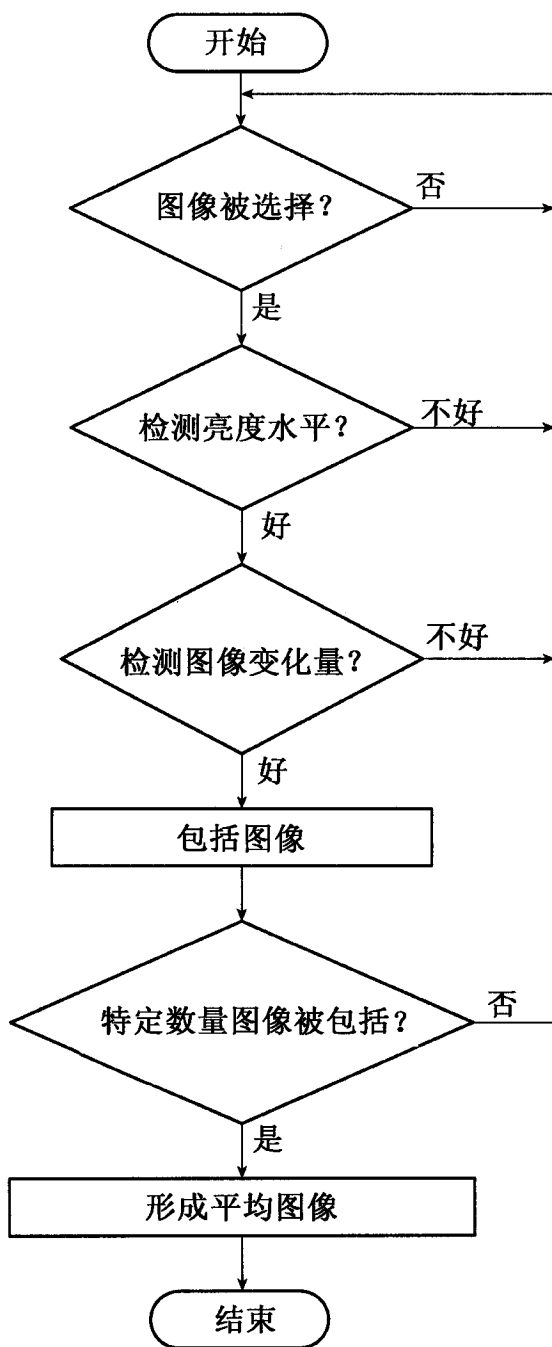 开始
图像被选择？
否
是
检测亮度水平？
不好
好
检测图像变化量？
不好
好
包括图像
特定数量图像被包括？
否
是
形成平均图像
结束